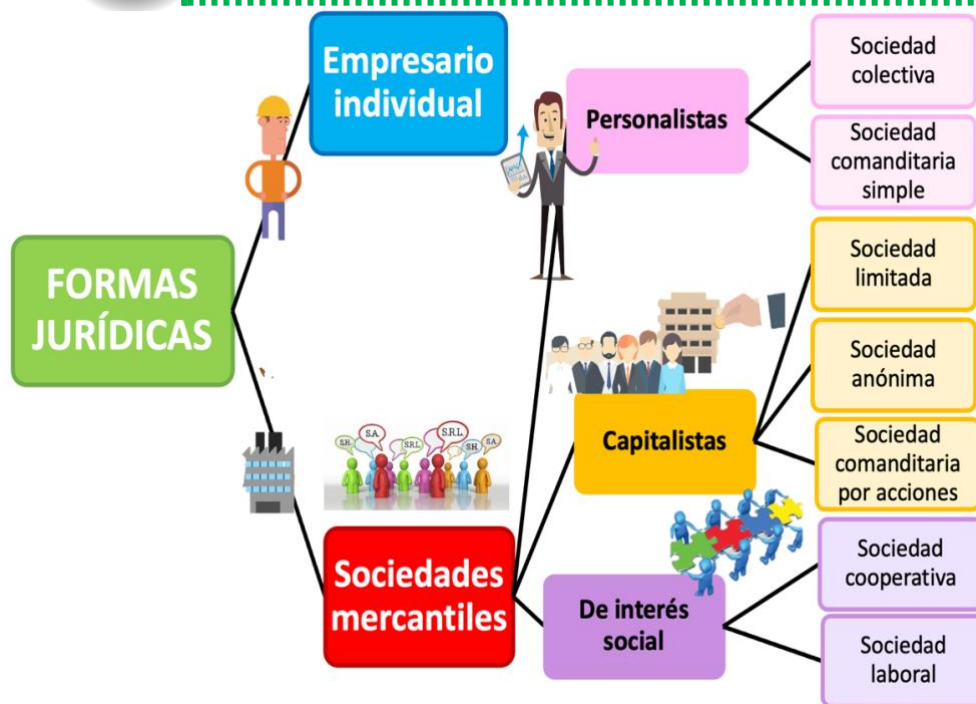 FORMAS
JURÍDICAS
Empresario
individual
Sociedades
mercantiles
S.H.
S.A.
S.R.L.
S.R.L.
S.H
S.A.
Personalistas
Sociedad
colectiva
Sociedad
comanditaria
simple
Capitalistas
Sociedad
limitada
Sociedad
anónima
Sociedad
comanditaria
por acciones
De interés
social
Sociedad
cooperativa
Sociedad
laboral